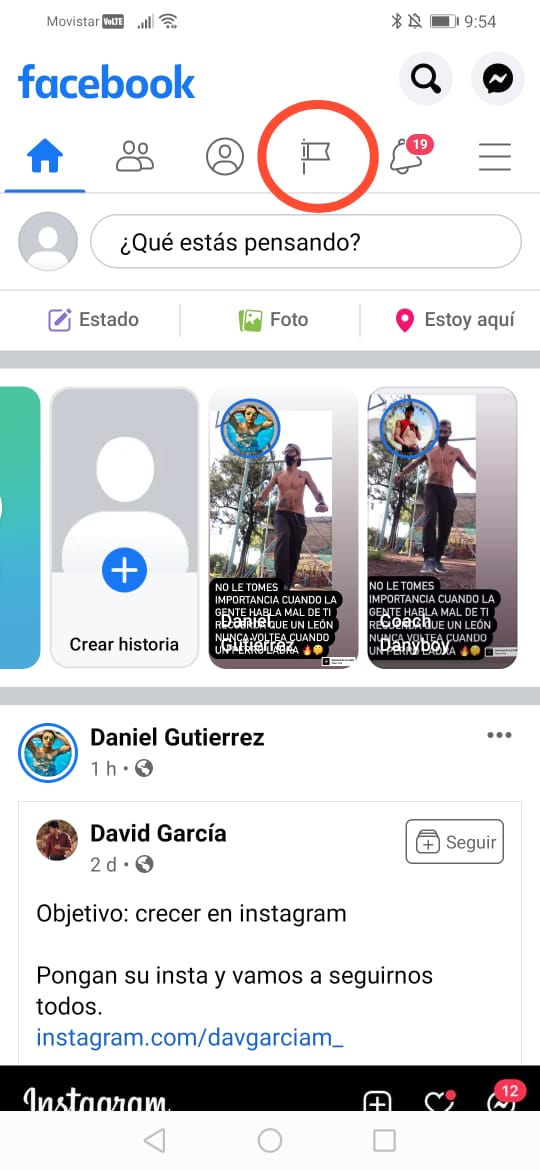 Movistar VoLTE 9:54
facebook
19
¿Qué estás pensando?
Estado Foto Estoy aquí
Crear historia
NO LE TOMES
IMPORTANCIA CUANDO LA
GENTE HABLA MAL DE TI
RECUERDA QUE UN LEÓN
NUNCA VOLTEA CUANDO
UN PERRO LADRA 🔥🤫
Daniel
Gutierrez
NO LE TOMES
IMPORTANCIA CUANDO LA
GENTE HABLA MAL DE TI
RECUERDA QUE UN LEÓN
NUNCA VOLTEA CUANDO
UN PERRO LADRA 🔥🤫
Coach
Danyboy
Daniel Gutierrez
1 h
David García
2 d
Seguir
Objetivo: crecer en instagram
Pongan su insta y vamos a seguirnos
todos.
instagram.com/davgarciam_
Instagram 12